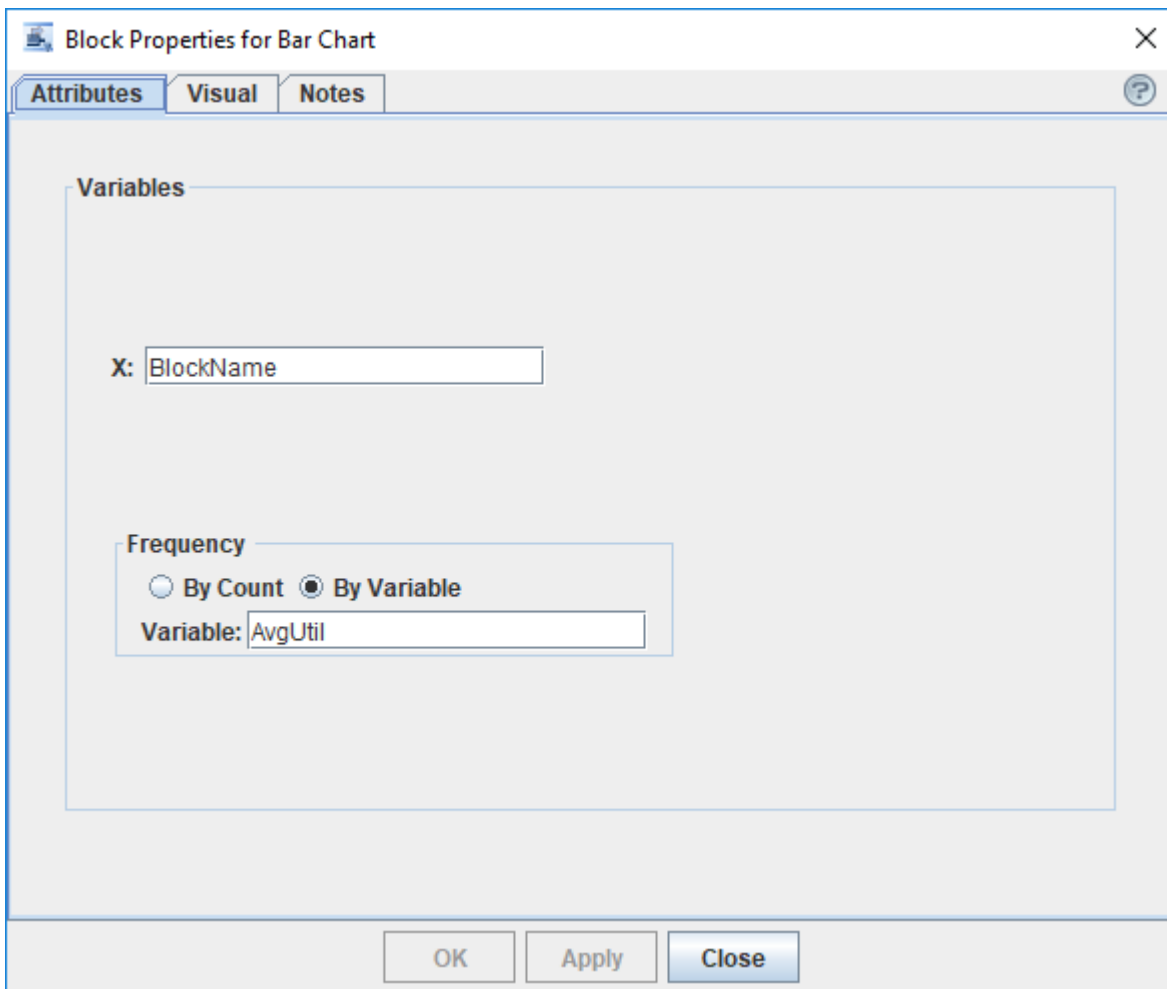 Block Properties for Bar Chart
Attributes Visual Notes ?
Variables
X: BlockName
Frequency
By Count By Variable
Variable: AvgUtil
OK Apply Close